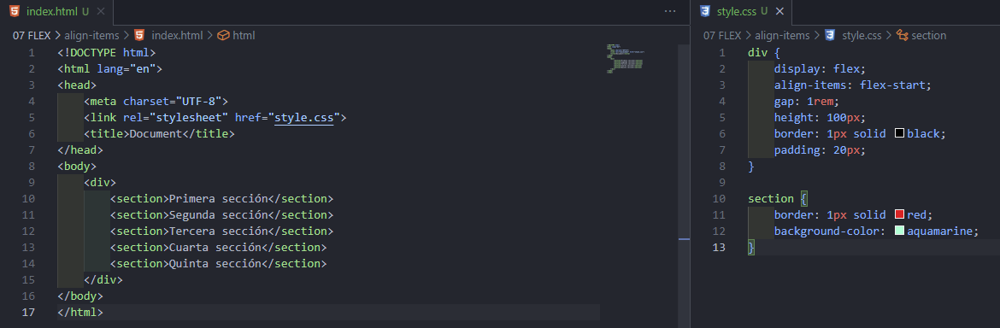 index.html U
07 FLEX > align-items > index.html > html
1 <!DOCTYPE html>
2 <html lang="en">
3 <head>
4     <meta charset="UTF-8">
5     <link rel="stylesheet" href="style.css">
6     <title>Document</title>
7 </head>
8 <body>
9     <div>
10         <section>Primera sección</section>
11         <section>Segunda sección</section>
12         <section>Tercera sección</section>
13         <section>Cuarta sección</section>
14         <section>Quinta sección</section>
15     </div>
16 </body>
17 </html>
style.css U
07 FLEX > align-items > style.css > section
1 div {
2     display: flex;
3     align-items: flex-start;
4     gap: 1rem;
5     height: 100px;
6     border: 1px solid black;
7     padding: 20px;
8 }
9
10 section {
11     border: 1px solid red;
12     background-color: aquamarine;
13 }